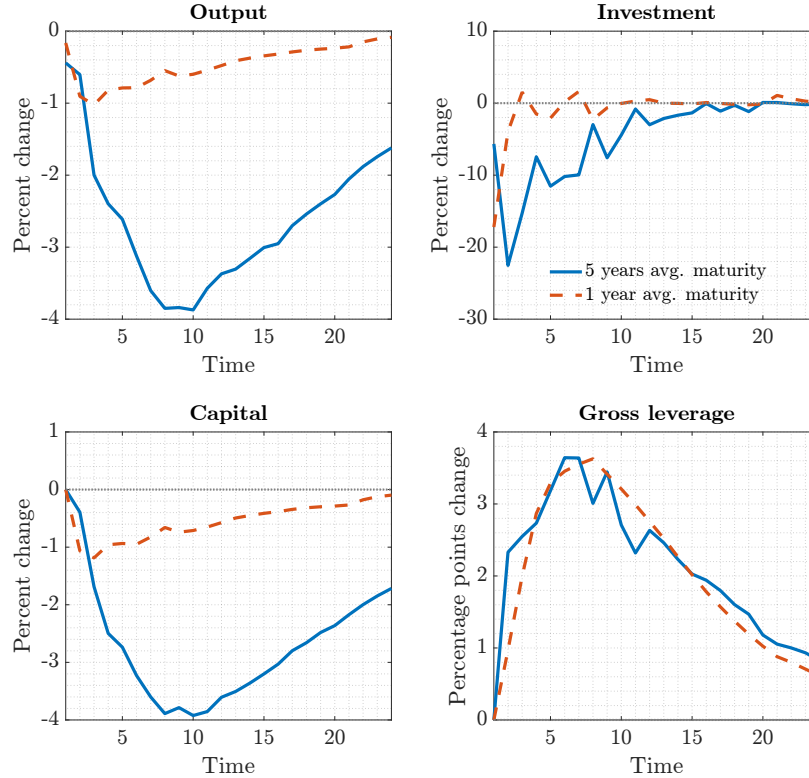 Output
Percent change
0
-1
-2
-3
-4
5 10 15 20
Time
Investment
Percent change
10
0
-10
-20
-30
5 years avg. maturity
1 year avg. maturity
5 10 15 20
Time
Capital
Percent change
1
0
-1
-2
-3
-4
5 10 15 20
Time
Gross leverage
Percentage points change
4
3
2
1
0
5 10 15 20
Time